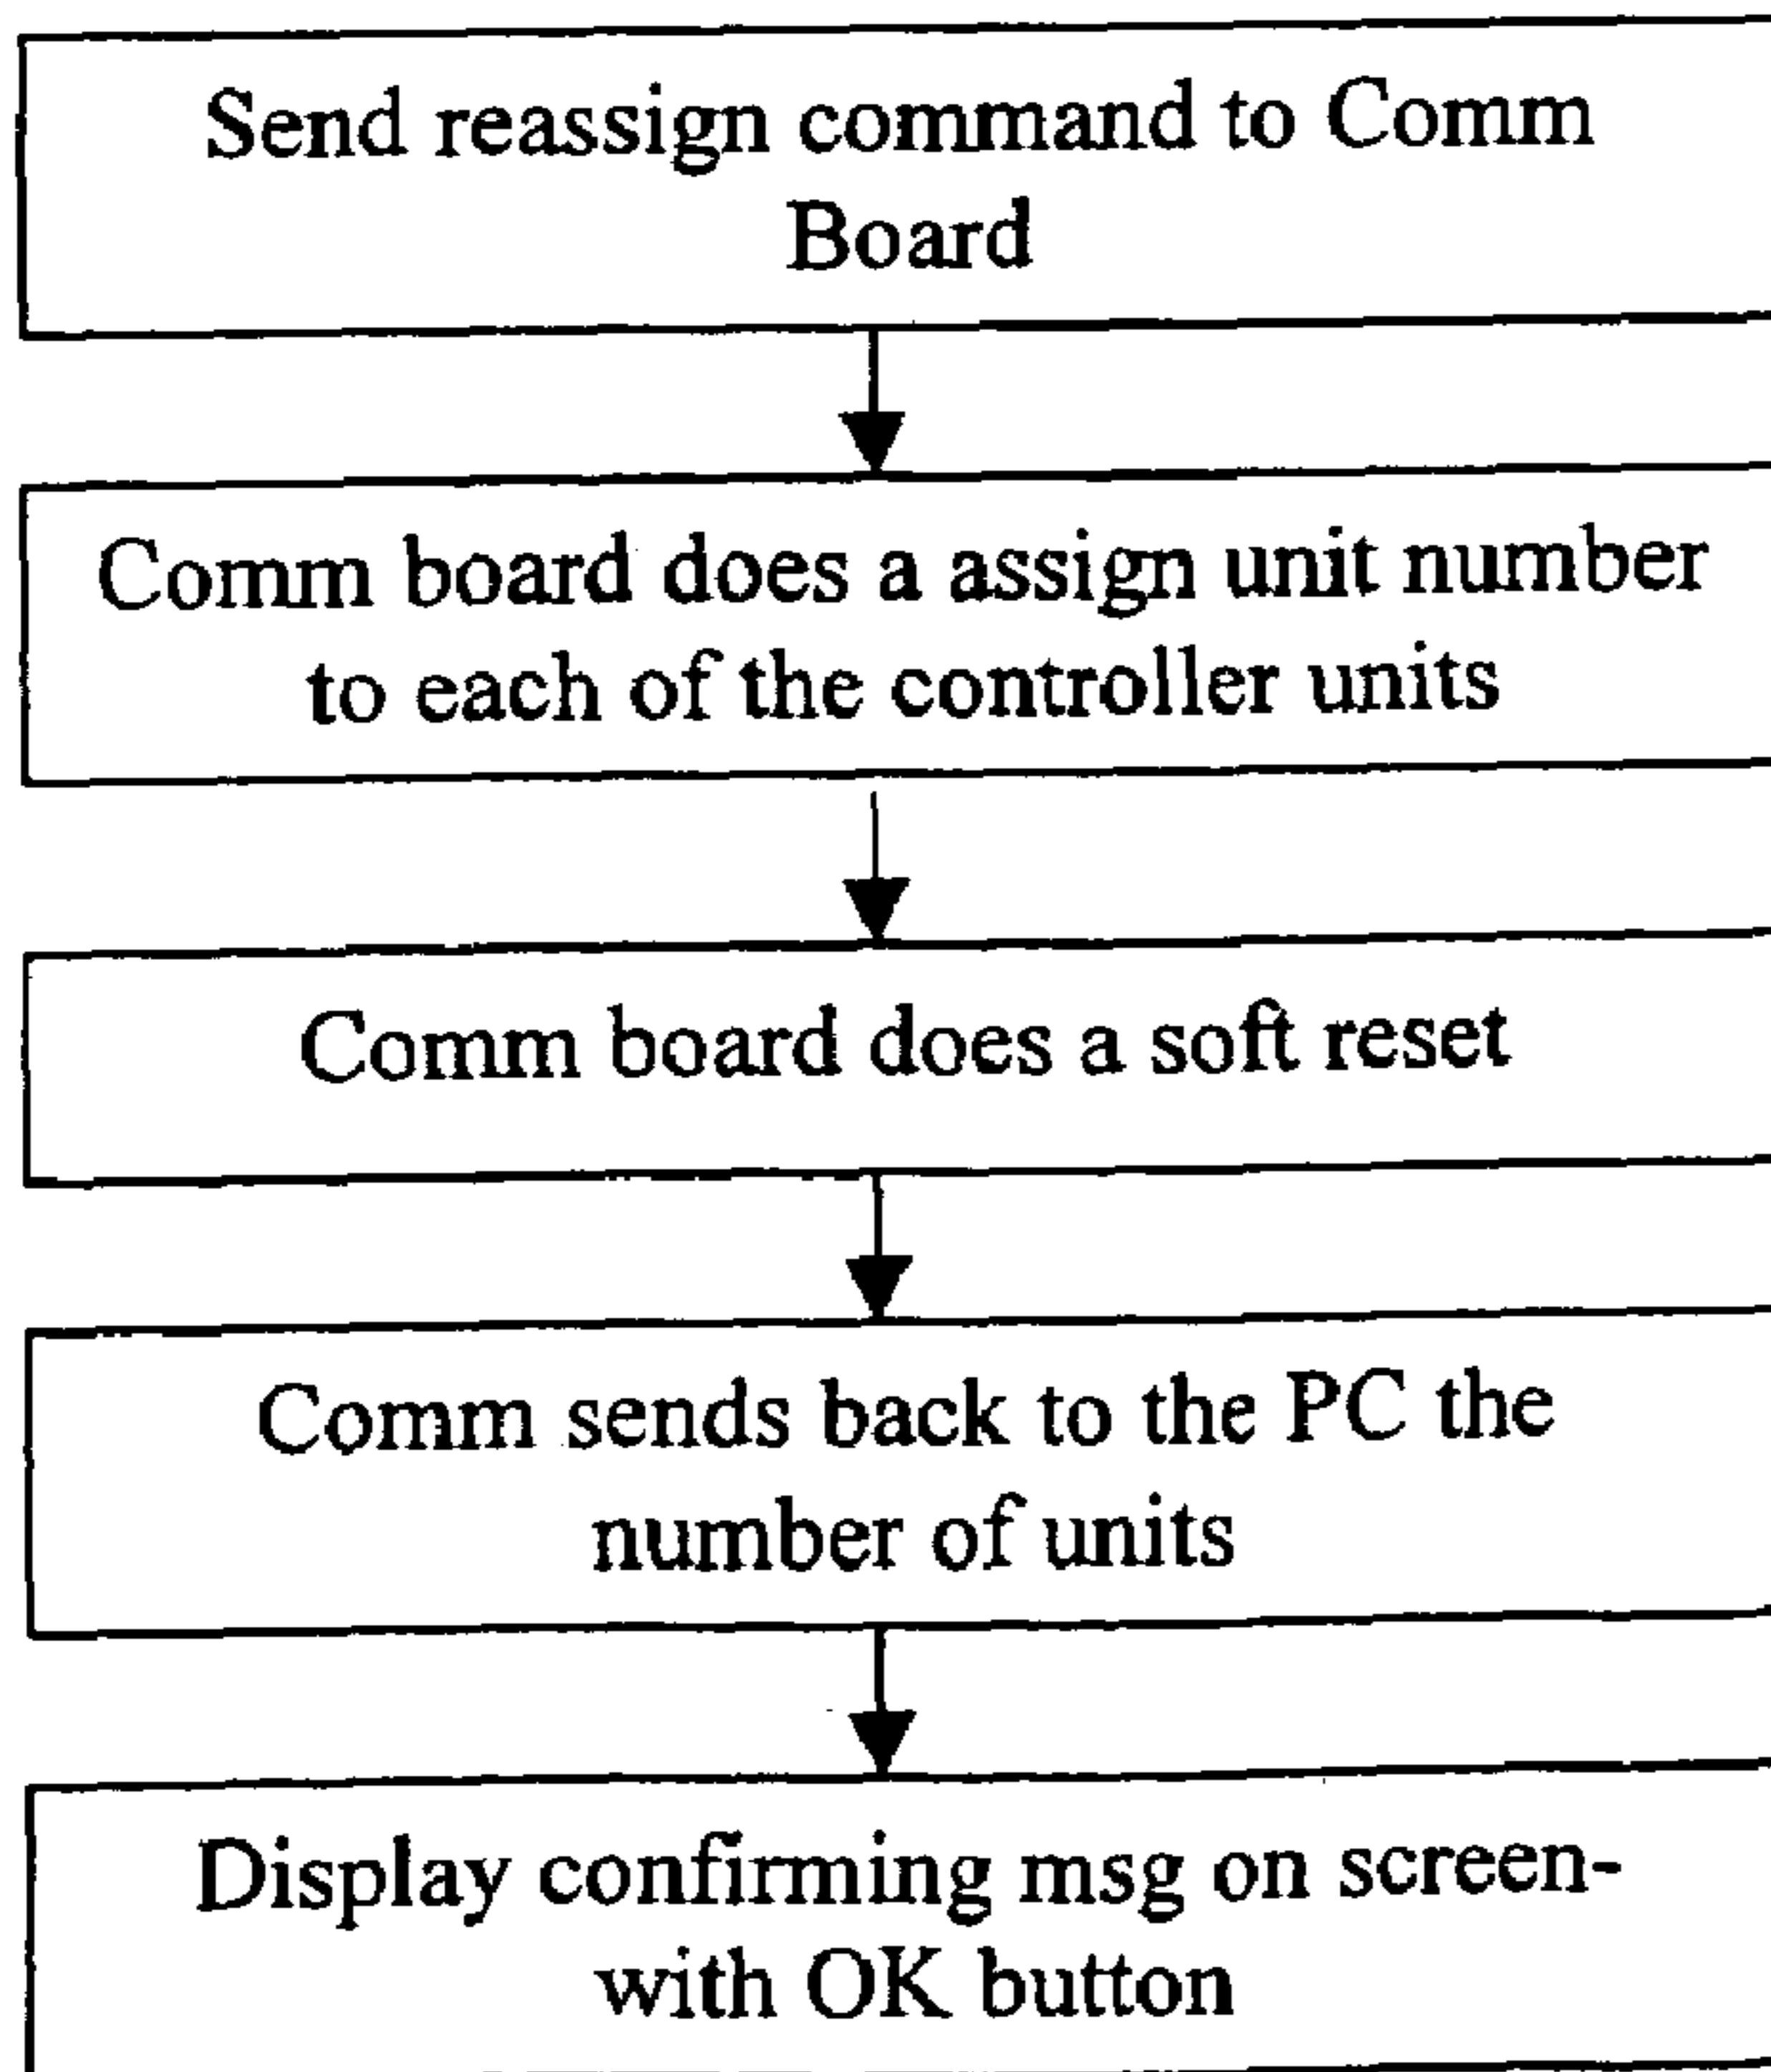 Send reassign command to Comm
Board
Comm board does a assign unit number
to each of the controller units
Comm board does a soft reset
Comm sends back to the PC the
number of units
Display confirming msg on screen-
with OK button